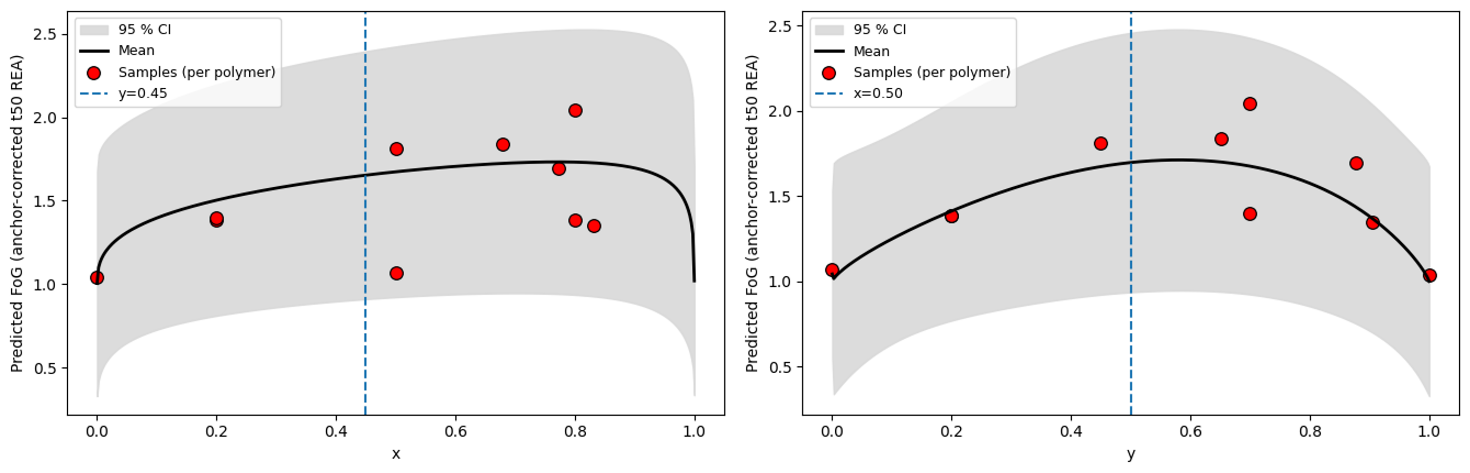 95 % CI
Mean
Samples (per polymer)
y=0.45
Predicted FoG (anchor-corrected t50 REA)
2.5
2.0
1.5
1.0
0.5
0.0
0.2
0.4
0.6
0.8
1.0
x
95 % CI
Mean
Samples (per polymer)
x=0.50
Predicted FoG (anchor-corrected t50 REA)
2.5
2.0
1.5
1.0
0.5
0.0
0.2
0.4
0.6
0.8
1.0
y